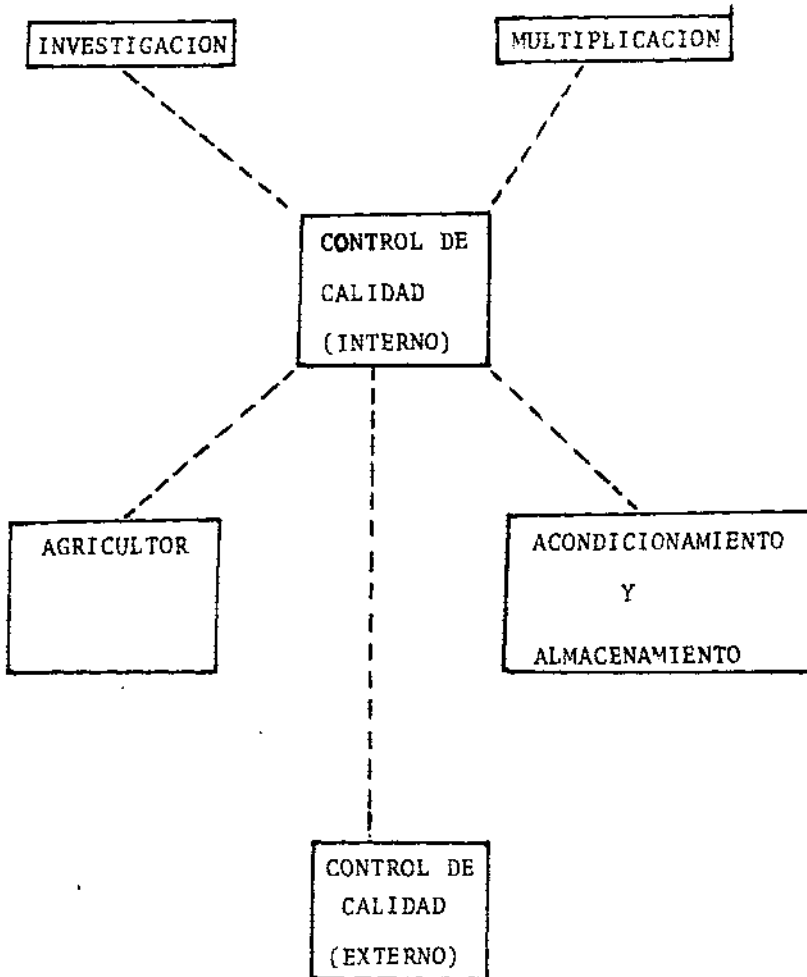 INVESTIGACION
MULTIPLICACION
CONTROL DE
CALIDAD
(INTERNO)
AGRICULTOR
ACONDICIONAMIENTO
Y
ALMACENAMIENTO
CONTROL DE
CALIDAD
(EXTERNO)